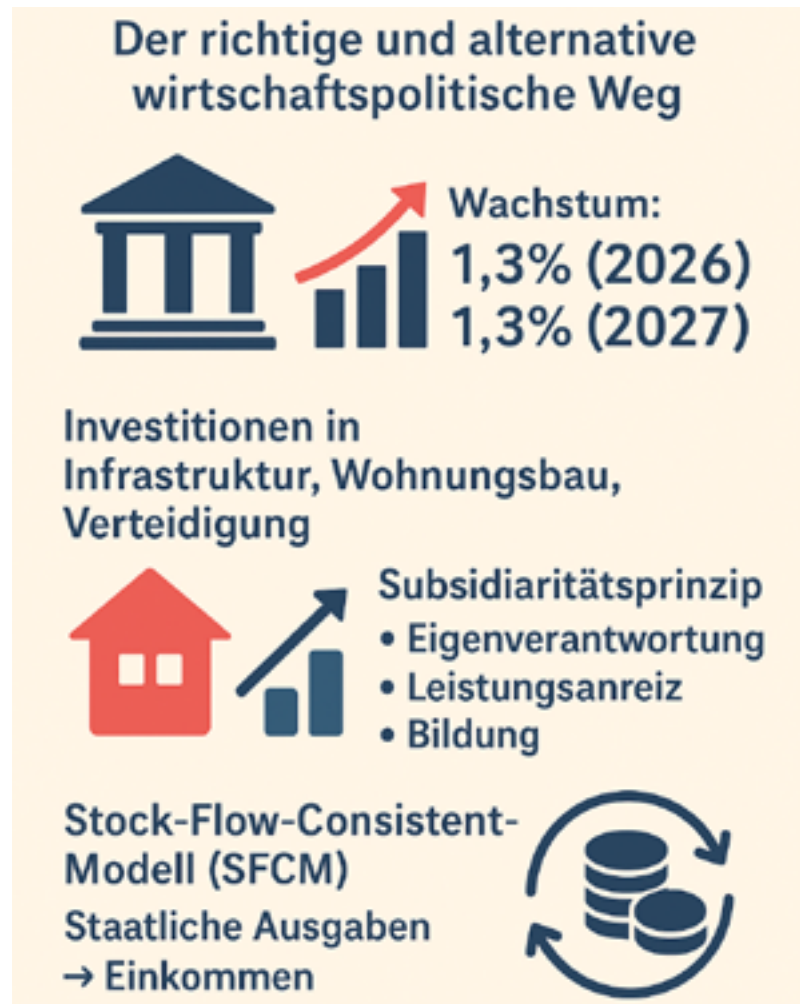 Der richtige und alternative
wirtschaftspolitische Weg
Wachstum:
1,3% (2026)
1,3% (2027)
Investitionen in
Infrastruktur, Wohnungsbau,
Verteidigung
Subsidiaritätsprinzip
• Eigenverantwortung
• Leistungsanreiz
• Bildung
Stock-Flow-Consistent-
Modell (SFCM)
Staatliche Ausgaben
→ Einkommen